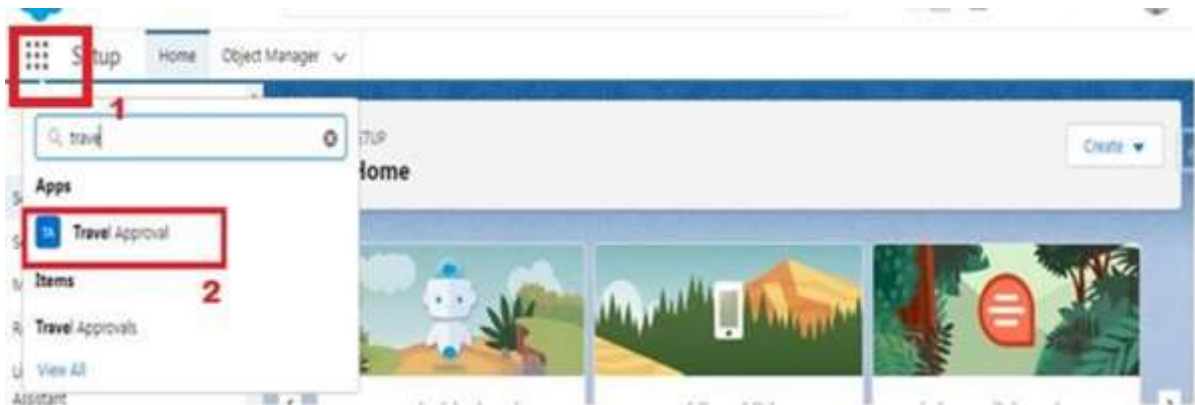 Setup Home Object Manager
1
trave
SETUP
Home
Create
Apps
TA Travel Approval
Items
2
Travel Approvals
View All
Assistant